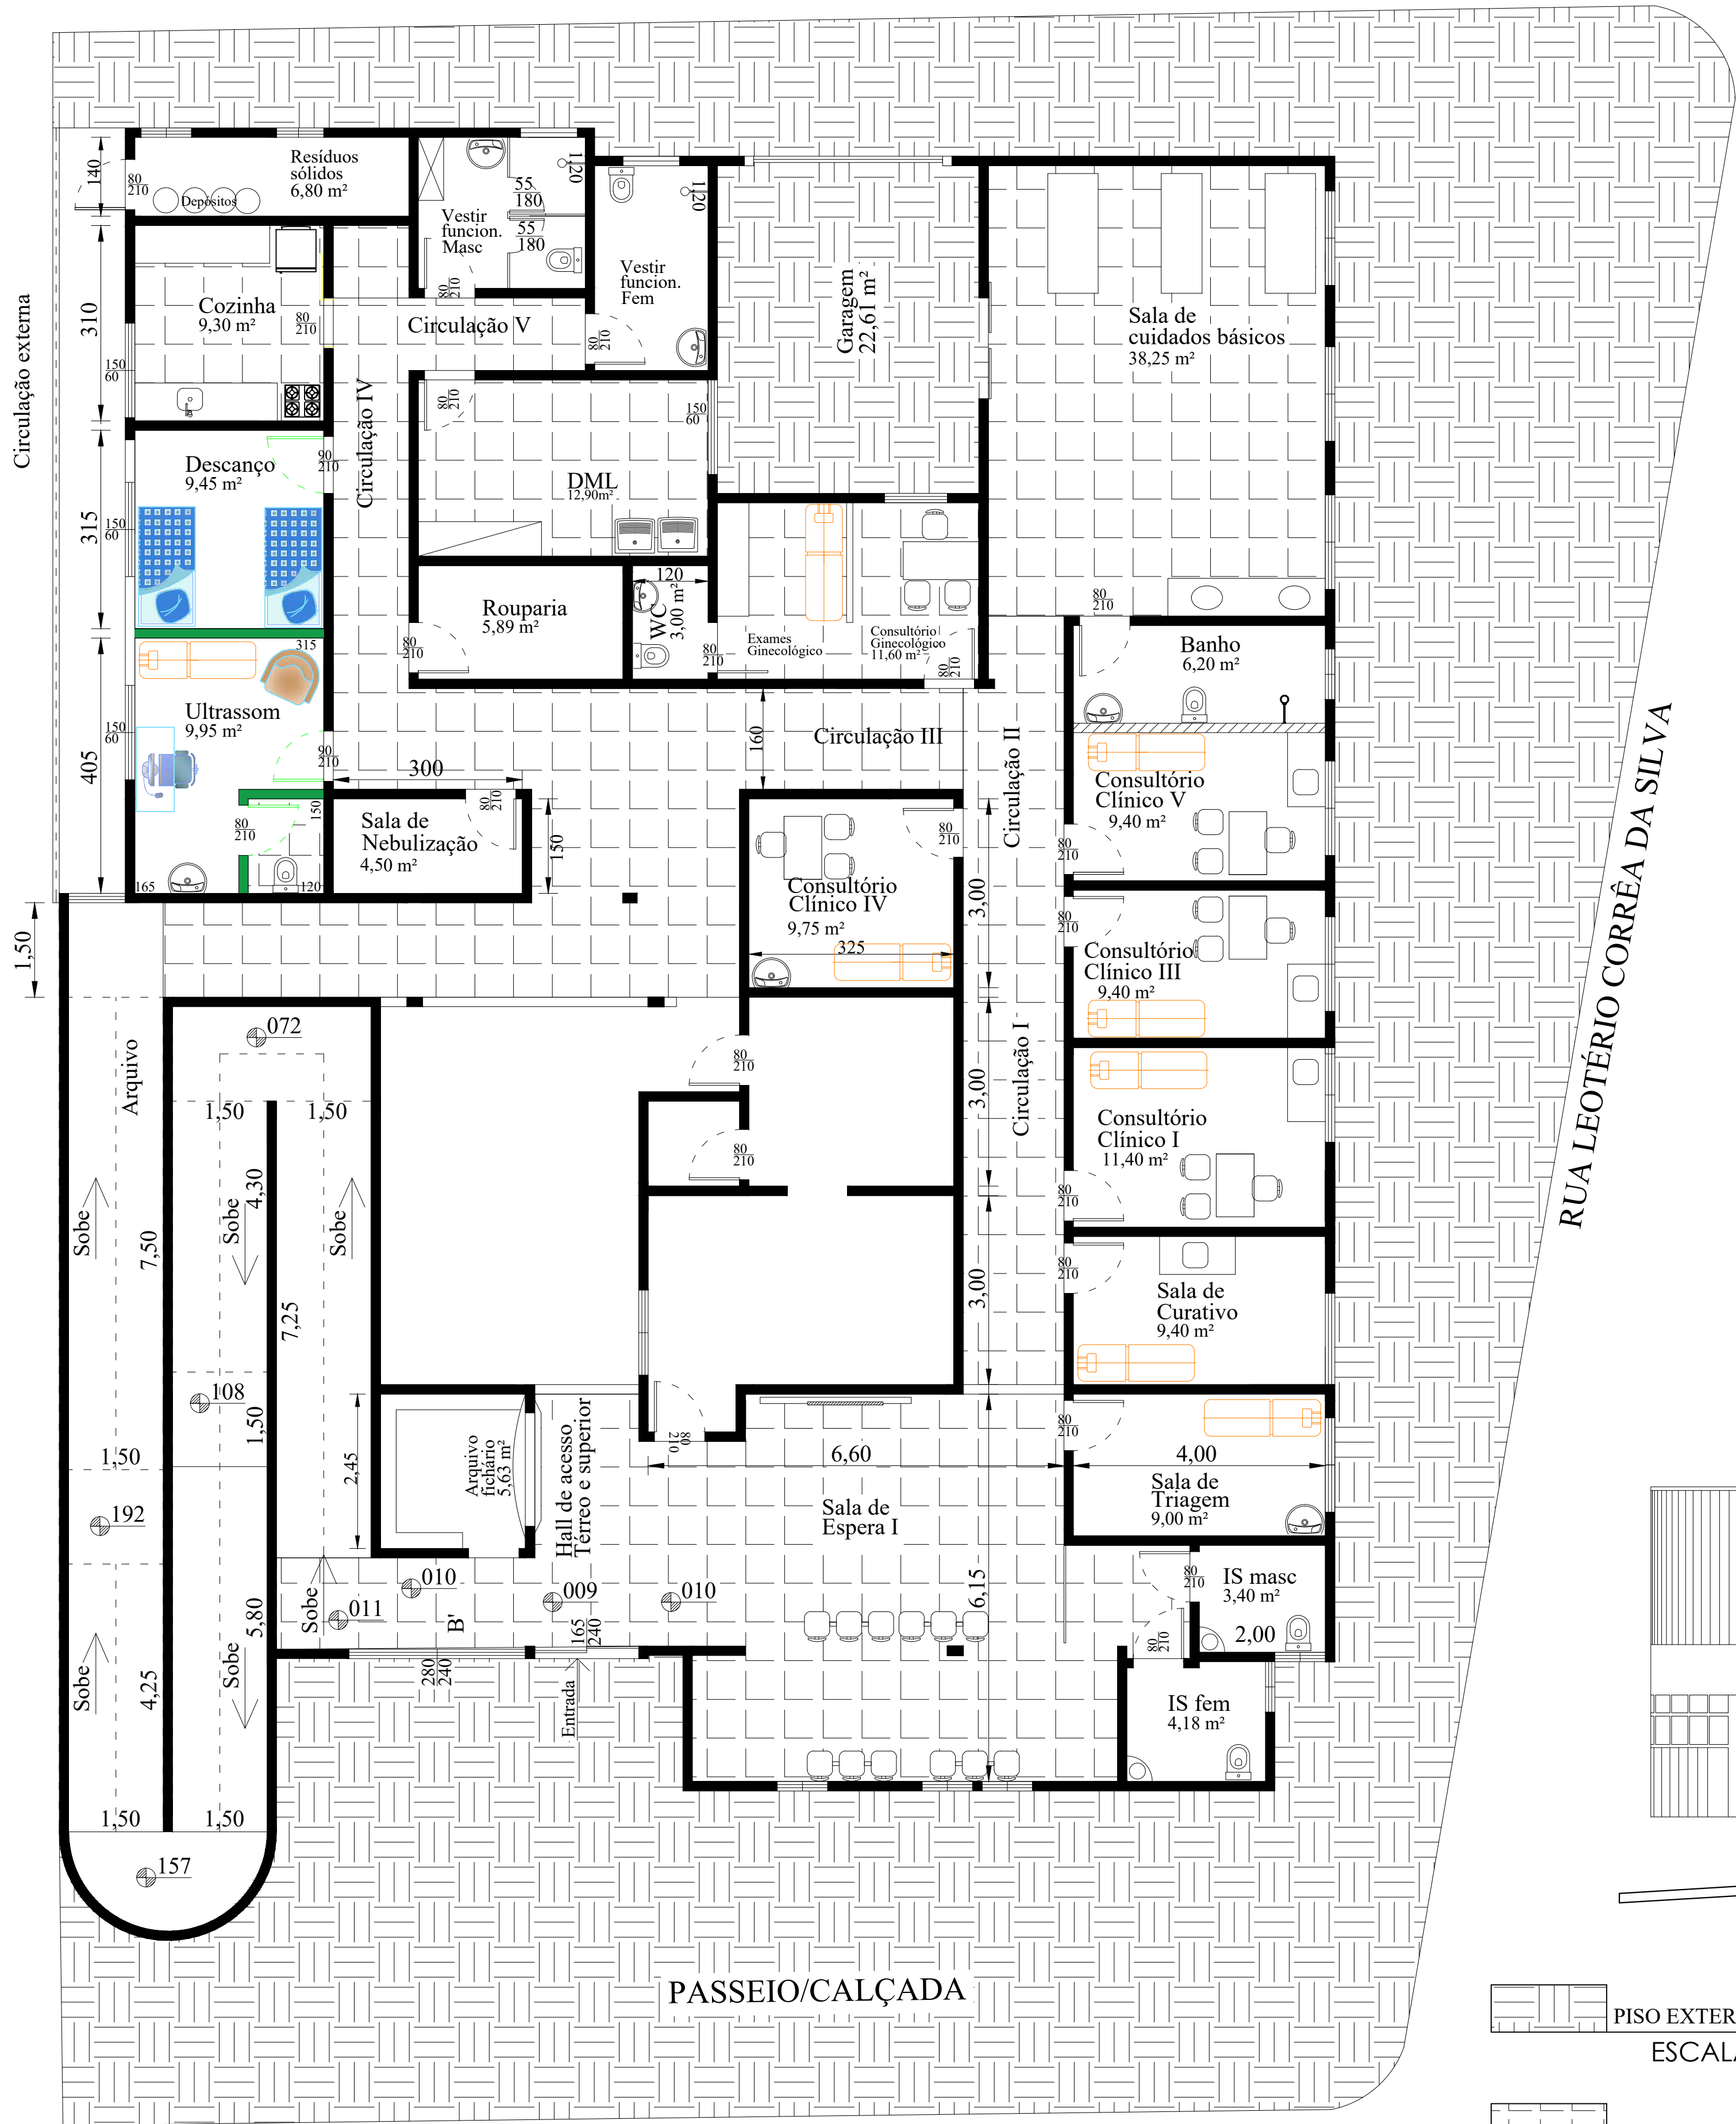 Resíduos
sólidos
6,80 m²
Depósitos
140
80
210
Vestir
funcion.
Masc
55
180
55
180
1,20
80
210
Vestir
funcion.
Fem
1,20
80
210
Garagem
22,61 m²
Sala de
cuidados básicos
38,25 m²
Circulação externa
310
Cozinha
9,30 m²
80
210
150
60
Circulação V
Circulação IV
80
210
150
60
DML
12,90m²
Descanço
9,45 m²
90
210
315
150
60
Rouparia
5,89 m²
80
210
120
WC
3,00 m²
80
210
Exames
Ginecológico
Consultório
Ginecológico
11,60 m²
80
210
80
210
Banho
6,20 m²
315
Ultrassom
9,95 m²
150
60
405
90
210
80
210
150
165
120
300
Sala de
Nebulização
4,50 m²
80
210
150
160
Circulação III
Circulação II
Consultório
Clínico V
9,40 m²
80
210
Consultório
Clínico IV
9,75 m²
325
80
210
3,00
80
210
Consultório
Clínico III
9,40 m²
RUA LEOTÉRIO CORRÊA DA SILVA
1,50
Arquivo
072
1,50
1,50
80
210
80
210
3,00
Circulação I
Consultório
Clínico I
11,40 m²
80
210
Sobe
7,50
Sobe
4,30
Sobe
7,25
3,00
80
210
Sala de
Curativo
9,40 m²
108
1,50
1,50
192
2,45
Arquivo
fichário
5,63 m²
Hall de acesso
Térreo e superior
80
210
6,60
Sala de
Espera I
6,15
80
210
4,00
Sala de
Triagem
9,00 m²
010
011
009
010
Sobe
B'
165
240
280
240
Entrada
80
210
IS masc
3,40 m²
2,00
80
210
IS fem
4,18 m²
Sobe
4,25
Sobe
5,80
1,50
1,50
157
PASSEIO/CALÇADA
PISO EXTER
ESCALA